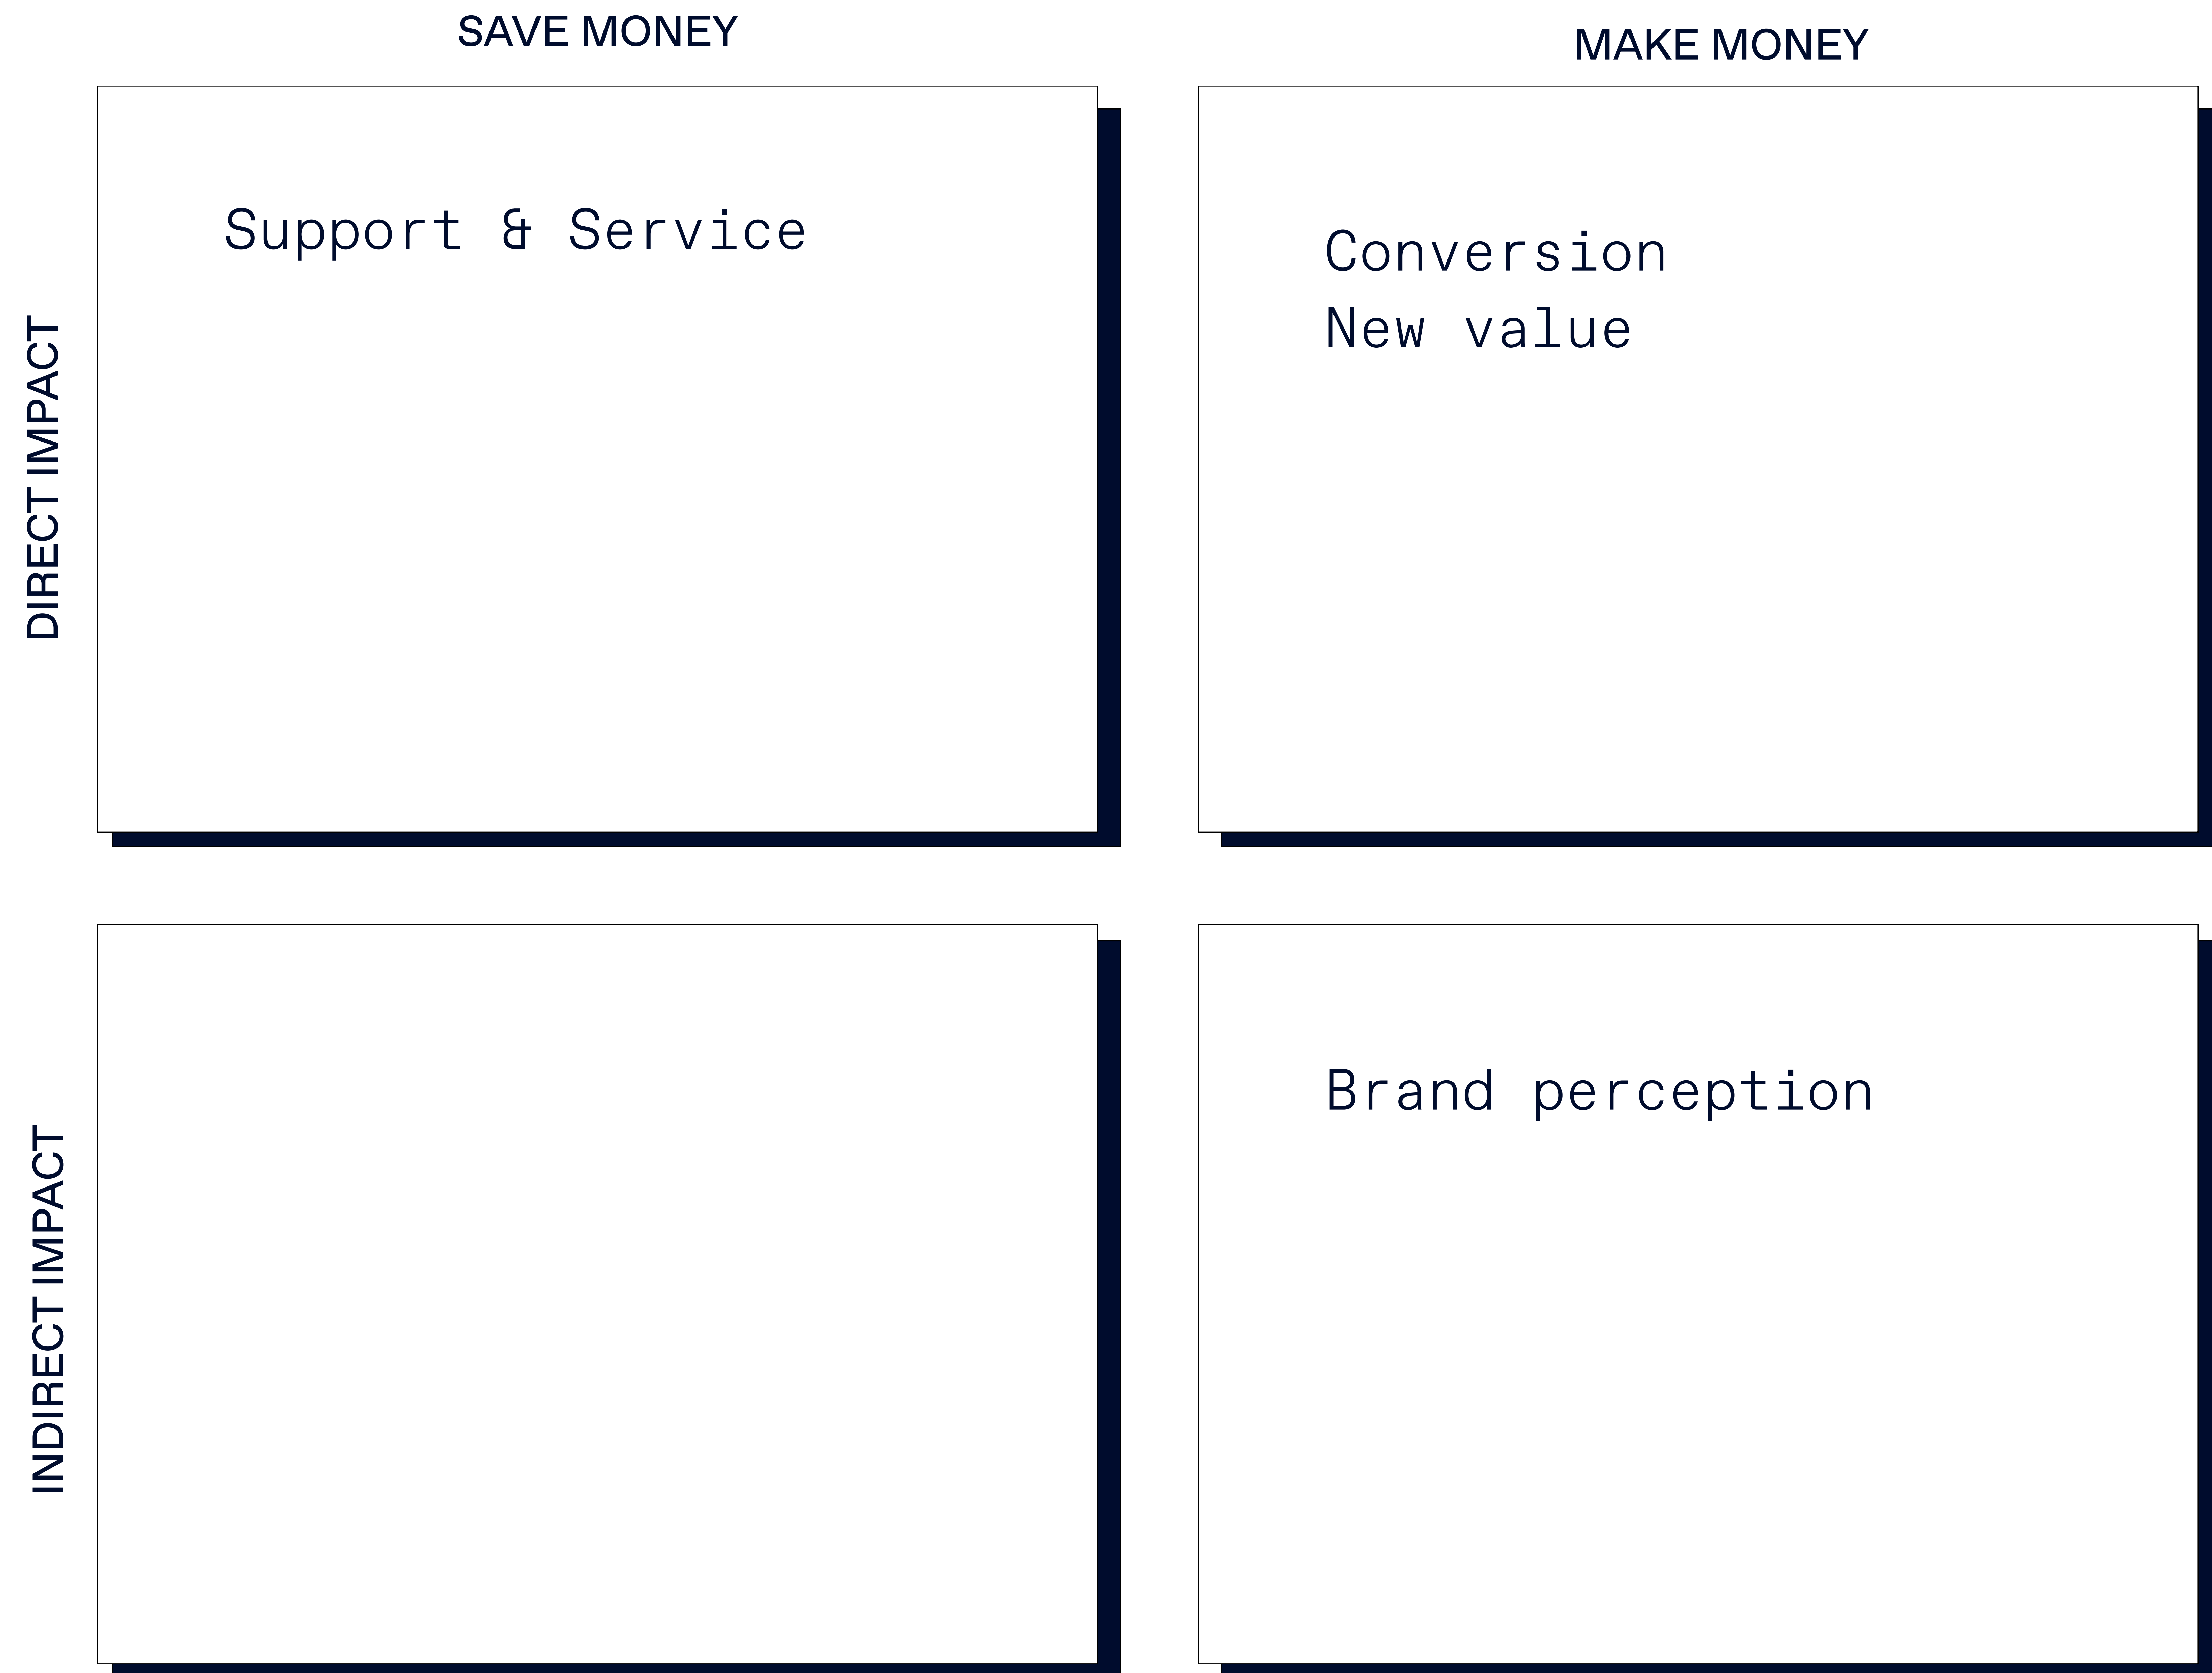 SAVE MONEY
MAKE MONEY
DIRECT IMPACT
Support & Service
Conversion
New value
INDIRECT IMPACT
Brand perception